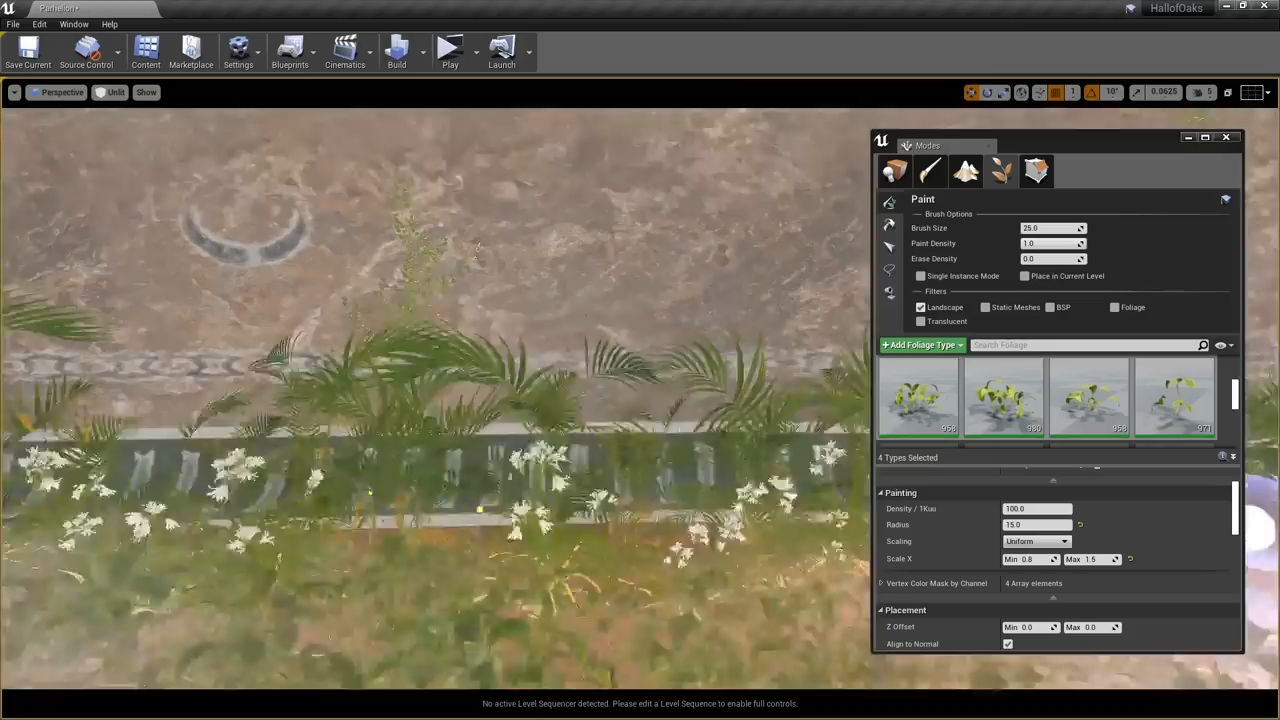 Parhelion*
HallofOaks
File Edit Window Help
Save Current Source Control Content Marketplace Settings Blueprints Cinematics Build Play Launch
Perspective Unlit Show
1 10° 0.0625 5
Modes
Paint
Brush Options
Brush Size 25.0
Paint Density 1.0
Erase Density 0.0
Single Instance Mode Place in Current Level
Filters
Landscape Static Meshes BSP Foliage
Translucent
+Add Foliage Type Search Foliage
958 980 958 971
4 Types Selected
Painting
Density / 1Kuu 100.0
Radius 15.0
Scaling Uniform
Scale X Min 0.8 Max 1.5
Vertex Color Mask by Channel 4 Array elements
Placement
Z Offset Min 0.0 Max 0.0
Align to Normal
No active Level Sequencer detected. Please edit a Level Sequence to enable full controls.